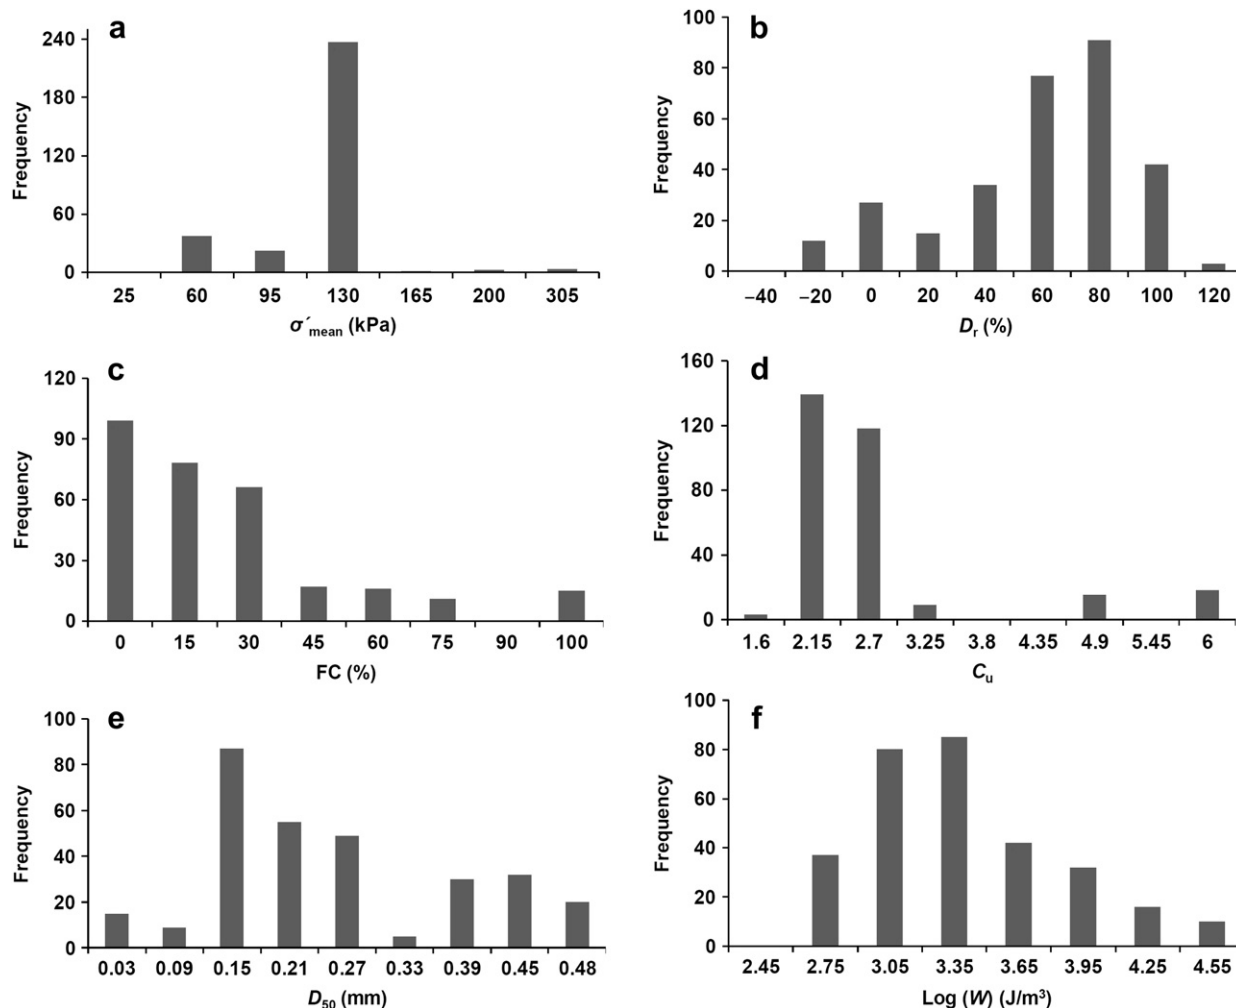 a
240
180
120
60
0
Frequency
25 60 95 130 165 200 305
σ´mean (kPa)
b
100
80
60
40
20
0
Frequency
−40 −20 0 20 40 60 80 100 120
Dr (%)
c
120
90
60
30
0
Frequency
0 15 30 45 60 75 90 100
FC (%)
d
160
120
80
40
0
Frequency
1.6 2.15 2.7 3.25 3.8 4.35 4.9 5.45 6
Cu
e
100
80
60
40
20
0
Frequency
0.03 0.09 0.15 0.21 0.27 0.33 0.39 0.45 0.48
D50 (mm)
f
100
80
60
40
20
0
Frequency
2.45 2.75 3.05 3.35 3.65 3.95 4.25 4.55
Log (W) (J/m³)